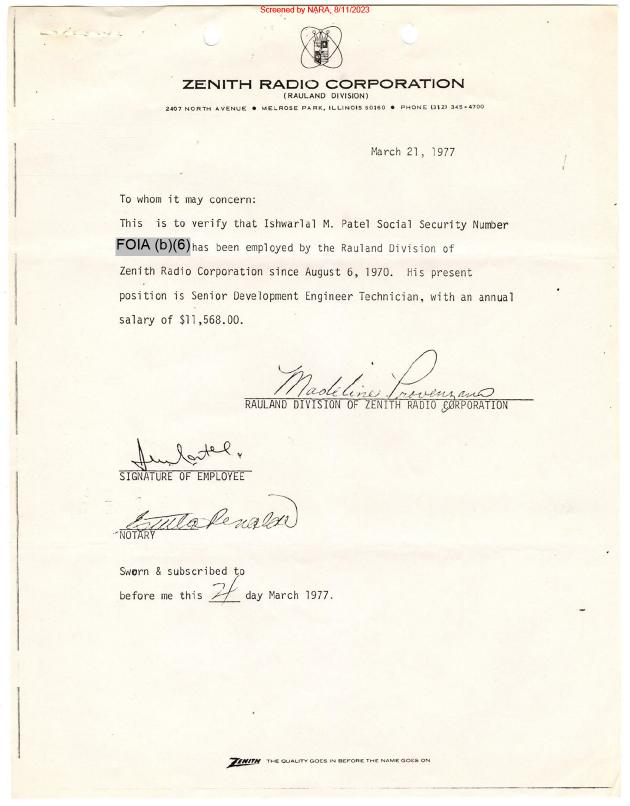 Screened by NARA, 8/11/2023
ZENITH RADIO CORPORATION
(RAULAND DIVISION)
2407 NORTH AVENUE ● MELROSE PARK, ILLINOIS 60160 ● PHONE (312) 345-4700
March 21, 1977
To whom it may concern:
This is to verify that Ishwarlal M. Patel Social Security Number
FOIA (b)(6) has been employed by the Rauland Division of
Zenith Radio Corporation since August 6, 1970. His present
position is Senior Development Engineer Technician, with an annual
salary of $11,568.00.
Madeline Provenzano
RAULAND DIVISION OF ZENITH RADIO CORPORATION
SIGNATURE OF EMPLOYEE
NOTARY
Sworn & subscribed to
before me this 21 day March 1977.
ZENITH THE QUALITY GOES IN BEFORE THE NAME GOES ON